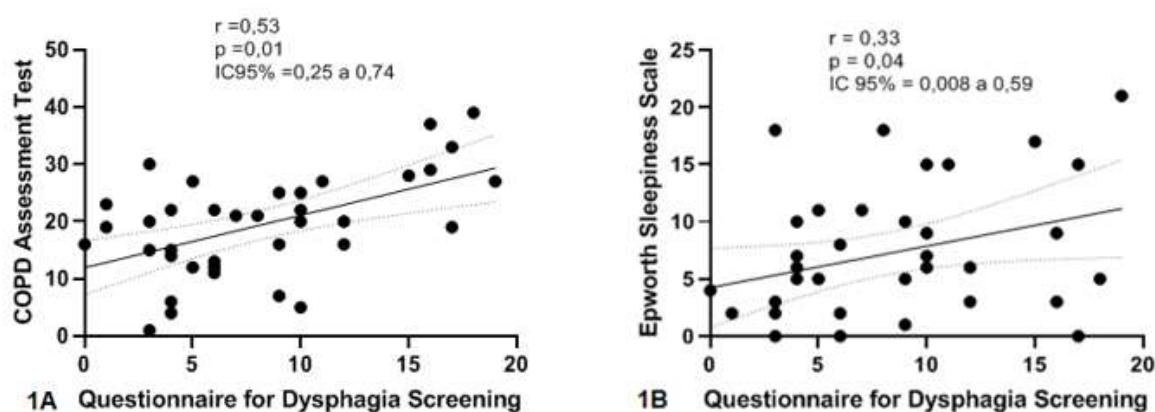 r =0,53
p =0,01
IC95% =0,25 a 0,74
COPD Assessment Test
50
40
30
20
10
0
0 5 10 15 20
1A Questionnaire for Dysphagia Screening
r = 0,33
p = 0,04
IC 95% = 0,008 a 0,59
Epworth Sleepiness Scale
25
20
15
10
5
0
0 5 10 15 20
1B Questionnaire for Dysphagia Screening